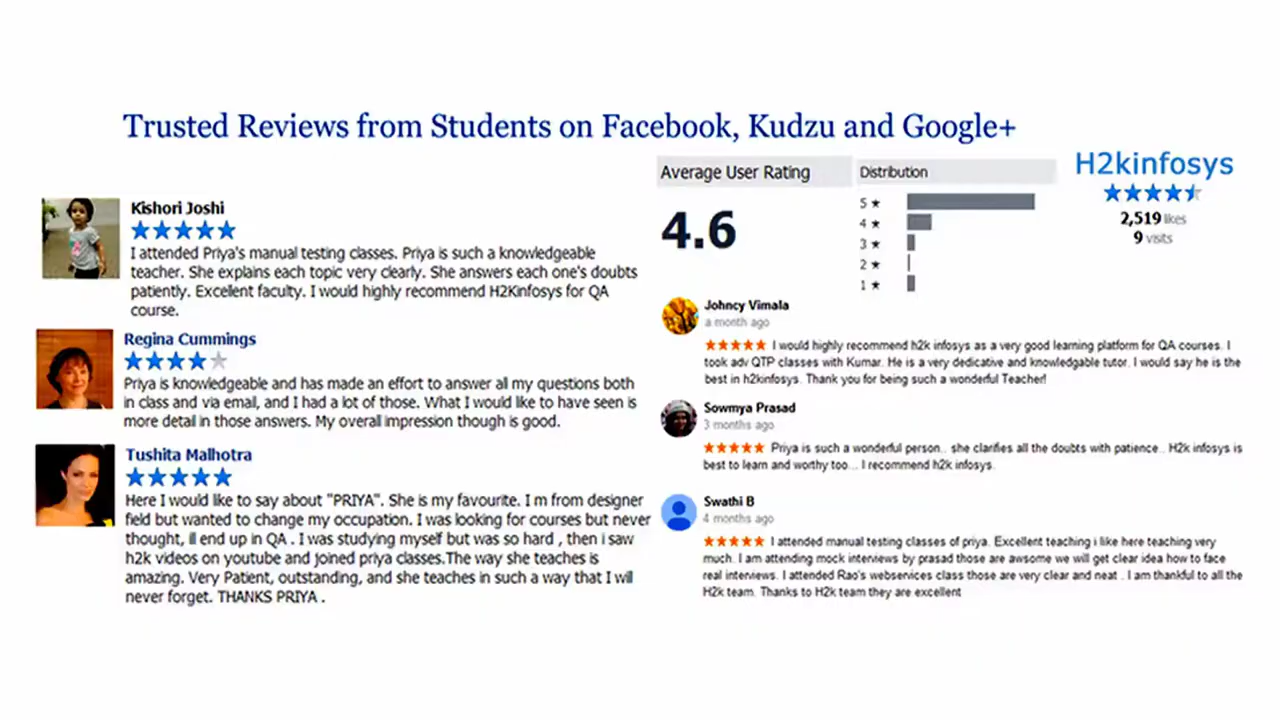 Trusted Reviews from Students on Facebook, Kudzu and Google+
Kishori Joshi
I attended Priya's manual testing classes. Priya is such a knowledgeable
teacher. She explains each topic very clearly. She answers each one's doubts
patiently. Excellent faculty. I would highly recommend H2Kinfosys for QA
course.
Regina Cummings
Priya is knowledgeable and has made an effort to answer all my questions both
in class and via email, and I had a lot of those. What I would like to have seen is
more detail in those answers. My overall impression though is good.
Tushita Malhotra
Here I would like to say about "PRIYA". She is my favourite. I m from designer
field but wanted to change my occupation. I was looking for courses but never
thought, ill end up in QA . I was studying myself but was so hard , then i saw
h2k videos on youtube and joined priya classes.The way she teaches is
amazing. Very Patient, outstanding, and she teaches in such a way that I will
never forget. THANKS PRIYA .
Average User Rating
4.6
Distribution
5 ★
4 ★
3 ★
2 ★
1 ★
H2kinfosys
2,519 likes
9 visits
Johncy Vimala
a month ago
I would highly recommend h2k infosys as a very good learning platform for QA courses. I
took adv QTP classes with Kumar. He is a very dedicative and knowledgable tutor. I would say he is the
best in h2kinfosys. Thank you for being such a wonderful Teacher!
Sowmya Prasad
3 months ago
Priya is such a wonderful person.. she clarifies all the doubts with patience.. H2k infosys is
best to learn and worthy too... I recommend h2k infosys.
Swathi B
4 months ago
I attended manual testing classes of priya. Excellent teaching i like here teaching very
much. I am attending mock interviews by prasad those are awsome we will get clear idea how to face
real interviews. I attended Rao's webservices class those are very clear and neat . I am thankful to all the
H2k team. Thanks to H2k team they are excellent